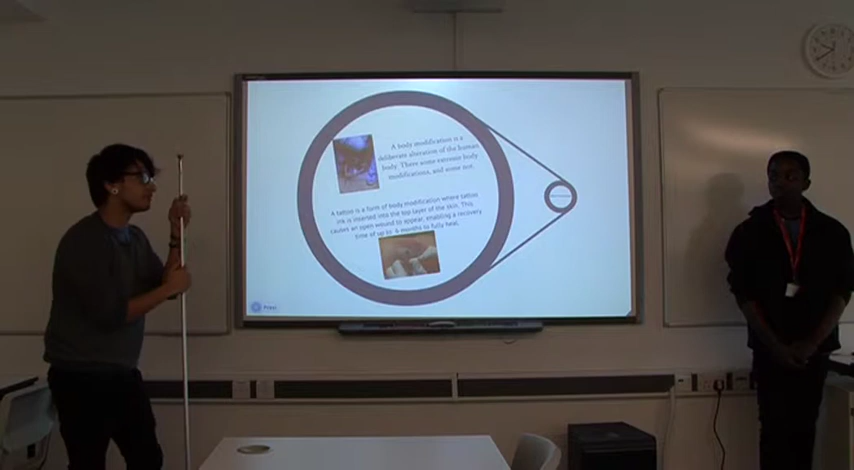 A body modification is a
deliberate alteration of the human
body. There some extreme body
modifications, and some not.
A tattoo is a form of body modification where tattoo
ink is inserted into the top layer of the skin. This
causes an open wound to appear, enabling a recovery
time of up to 6 months to fully heal.
Prezi